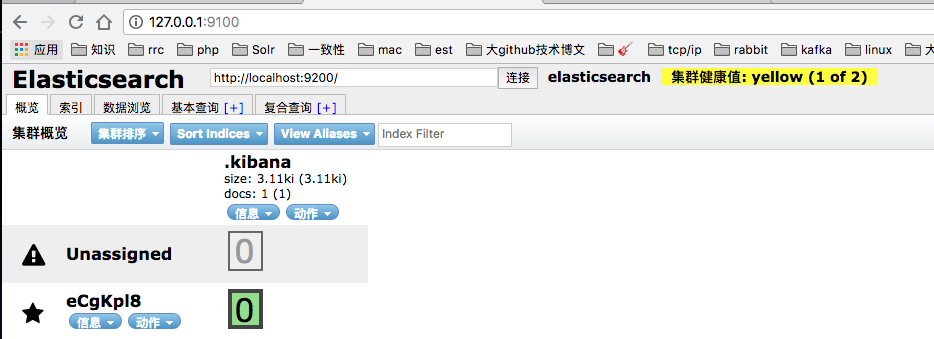 127.0.0.1:9100
应用 知识 rrc php Solr 一致性 mac est 大github技术博文 🎸 tcp/ip rabbit kafka linux
Elasticsearch http://localhost:9200/ 连接 elasticsearch 集群健康值: yellow (1 of 2)
概览 索引 数据浏览 基本查询 [+] 复合查询 [+]
集群概览 集群排序 Sort Indices View Aliases Index Filter
.kibana
size: 3.11ki (3.11ki)
docs: 1 (1)
信息 动作
Unassigned 0
eCgKpl8 0
信息 动作